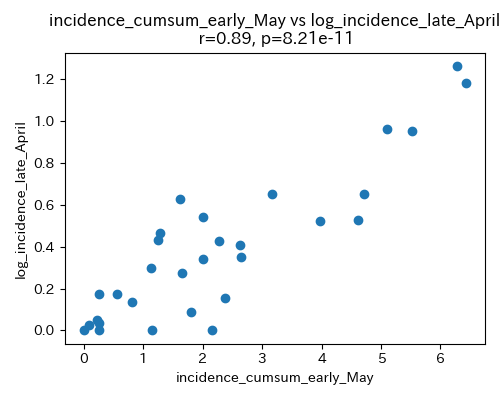 incidence_cumsum_early_May vs log_incidence_late_April
r=0.89, p=8.21e-11
log_incidence_late_April
1.2
1.0
0.8
0.6
0.4
0.2
0.0
0 1 2 3 4 5 6
incidence_cumsum_early_May